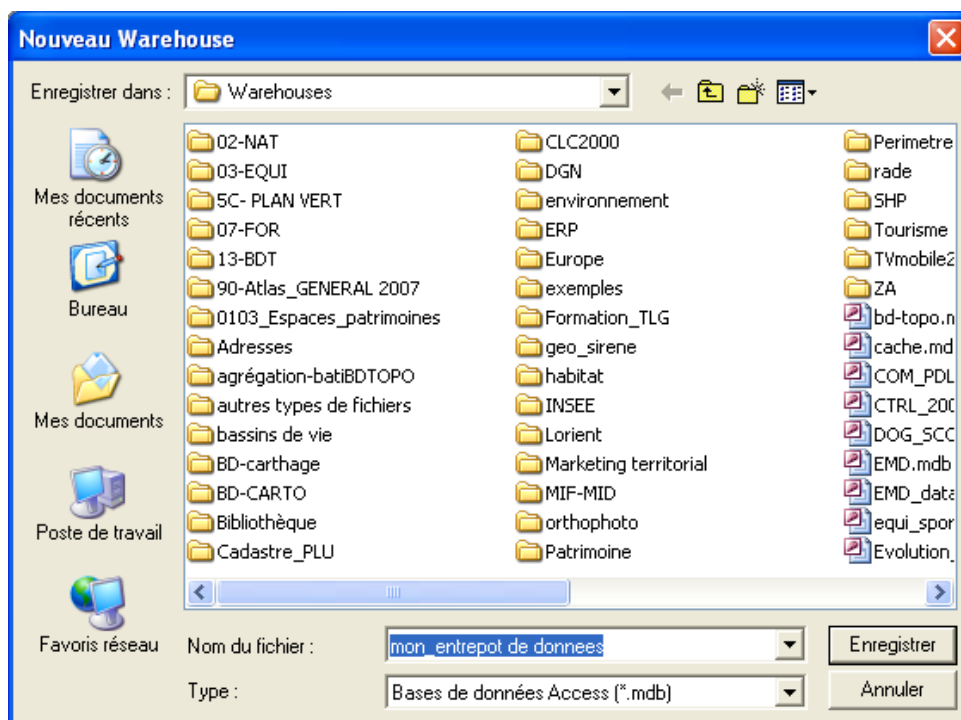 Nouveau Warehouse
Enregistrer dans :
Warehouses
Mes documents
récents
Bureau
Mes documents
Poste de travail
Favoris réseau
02-NAT
03-EQUI
5C- PLAN VERT
07-FOR
13-BDT
90-Atlas_GENERAL 2007
0103_Espaces_patrimoines
Adresses
agrégation-batiBDTOPO
autres types de fichiers
bassins de vie
BD-carthage
BD-CARTO
Bibliothèque
Cadastre_PLU
CLC2000
DGN
environnement
ERP
Europe
exemples
Formation_TLG
geo_sirene
habitat
INSEE
Lorient
Marketing territorial
MIF-MID
orthophoto
Patrimoine
Perimetre
rade
SHP
Tourisme
TVmobile2
ZA
bd-topo.n
cache.md
COM_PDL
CTRL_200
DOG_SCC
EMD.mdb
EMD_data
equi_spor
Evolution_
Nom du fichier :
mon_entrepot de donnees
Enregistrer
Type :
Bases de données Access (*.mdb)
Annuler